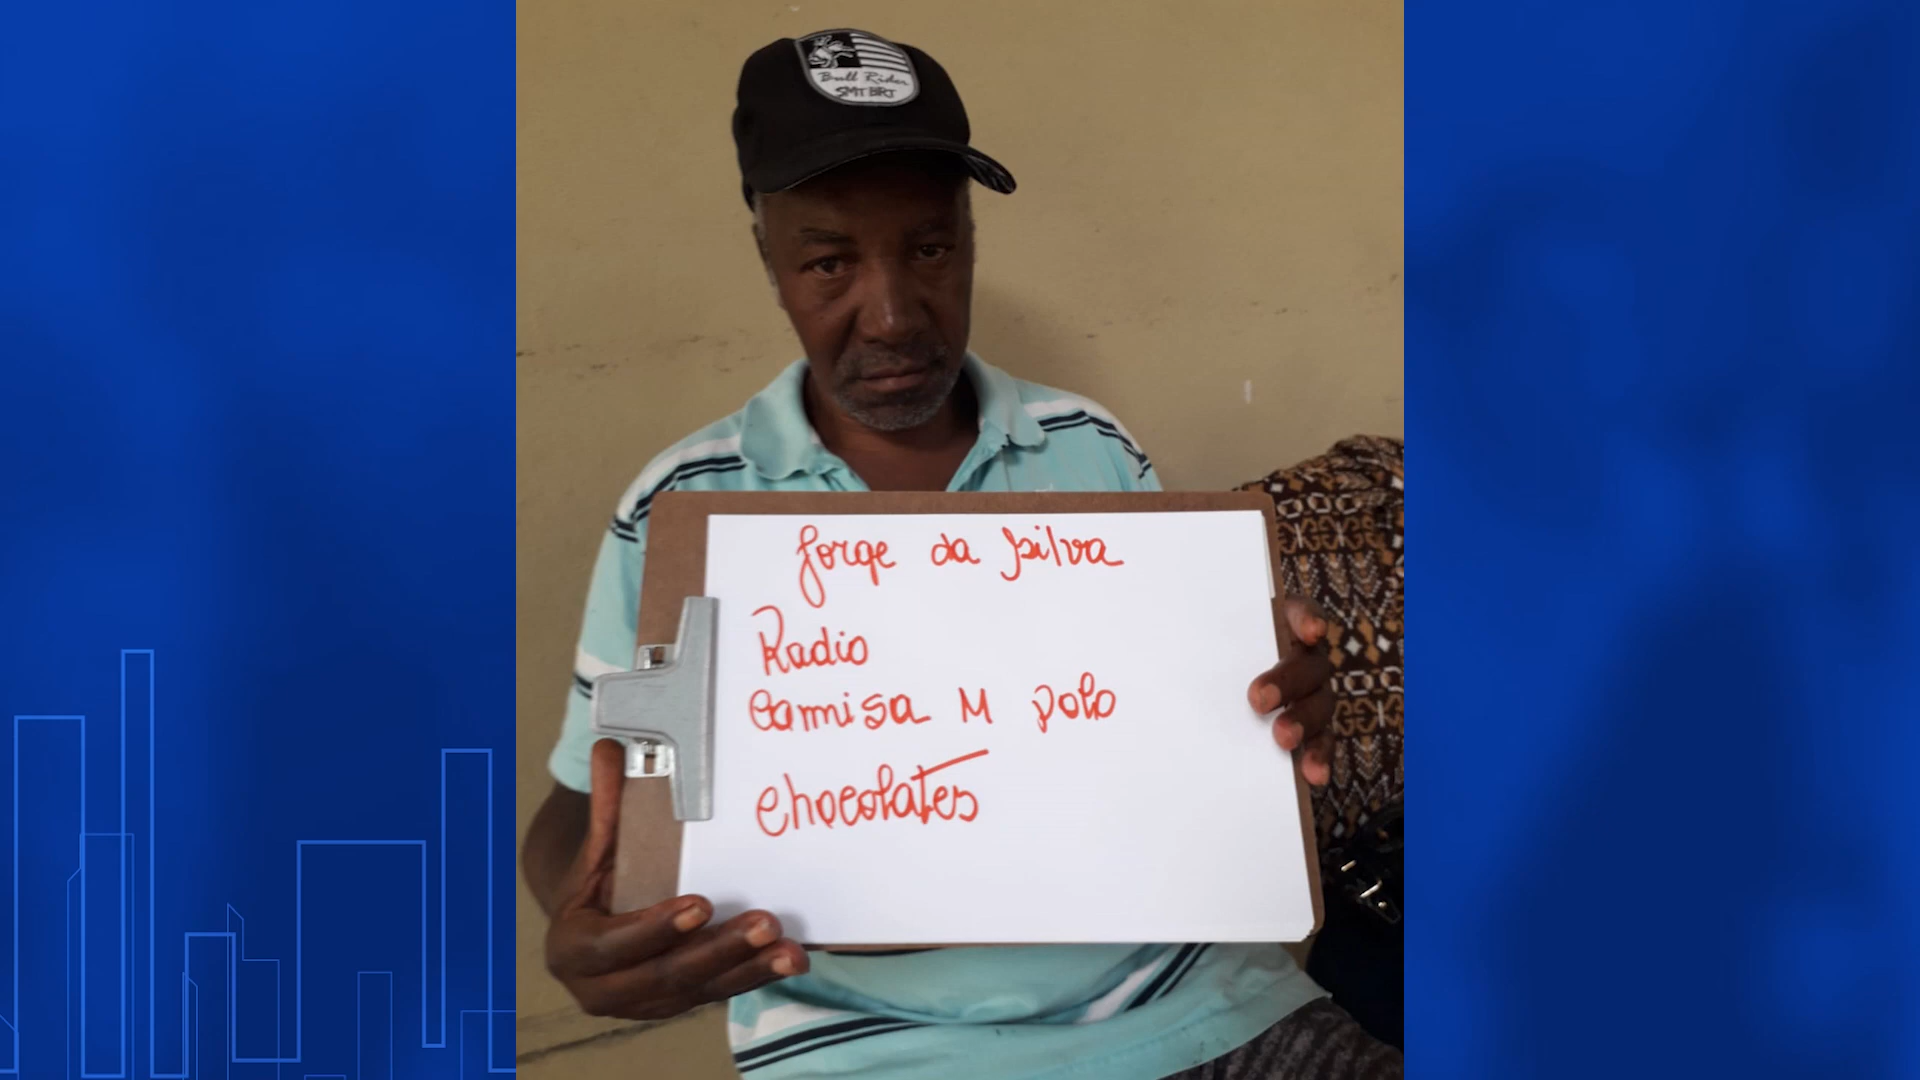 Bull Rider
SMT BRT
Jorge da Silva
Radio
Camisa M polo
Chocolates